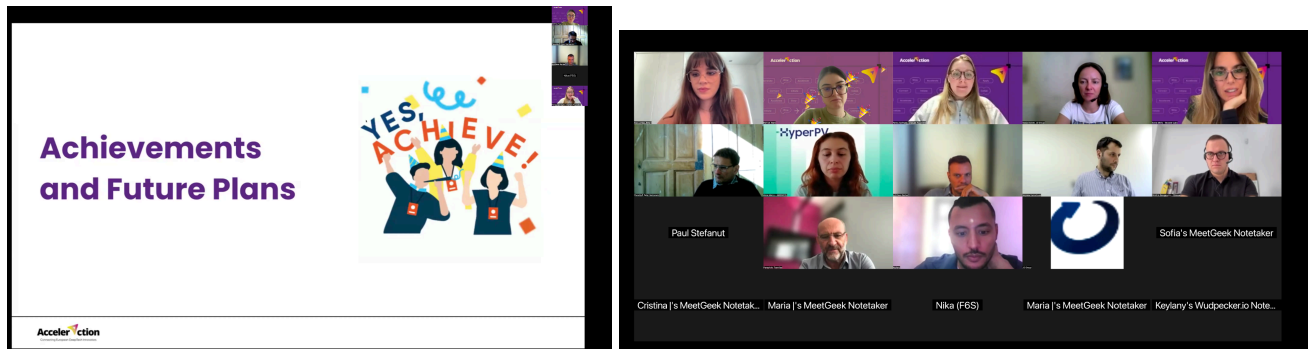 Achievements
and Future Plans
YES,
ACHIEVE!
AccelerAction
AccelerAction
AccelerAction
AccelerAction
HyperPV
Paul Stefanut
Sofia's MeetGeek Notetaker
Cristina |'s MeetGeek Notetak...
Maria |'s MeetGeek Notetaker
Nika (F6S)
Maria |'s MeetGeek Notetaker
Keylany's Wudpecker.io Note...